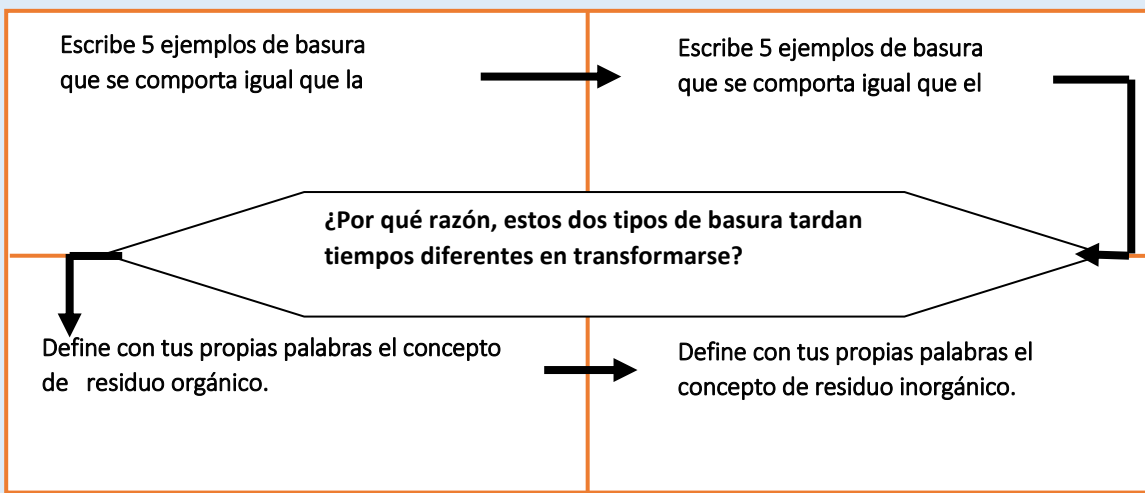 Escribe 5 ejemplos de basura
que se comporta igual que la
Escribe 5 ejemplos de basura
que se comporta igual que el
¿Por qué razón, estos dos tipos de basura tardan
tiempos diferentes en transformarse?
Define con tus propias palabras el concepto
de residuo orgánico.
Define con tus propias palabras el
concepto de residuo inorgánico.